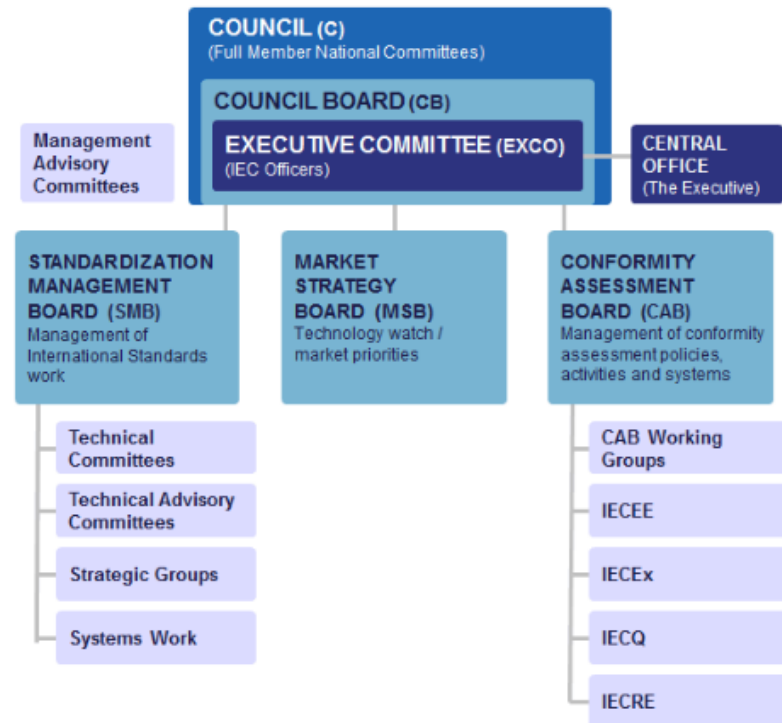 COUNCIL (C)
(Full Member National Committees)
COUNCIL BOARD (CB)
EXECUTIVE COMMITTEE (EXCO)
(IEC Officers)
Management
Advisory
Committees
CENTRAL
OFFICE
(The Executive)
STANDARDIZATION
MANAGEMENT
BOARD (SMB)
Management of
International Standards
work
MARKET
STRATEGY
BOARD (MSB)
Technology watch /
market priorities
CONFORMITY
ASSESSMENT
BOARD (CAB)
Management of conformity
assessment policies,
activities and systems
Technical
Committees
Technical Advisory
Committees
Strategic Groups
Systems Work
CAB Working
Groups
IECEE
IECEx
IECQ
IECRE